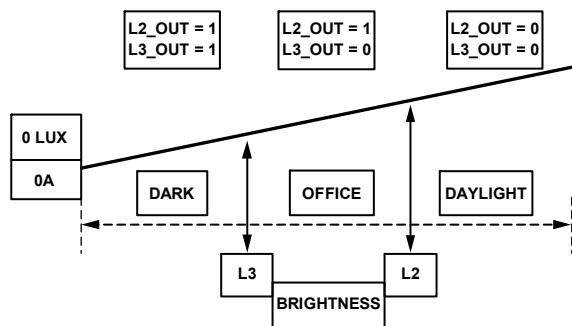 L2_OUT = 1
L3_OUT = 1
L2_OUT = 1
L3_OUT = 0
L2_OUT = 0
L3_OUT = 0
0 LUX
0A
DARK
OFFICE
DAYLIGHT
L3
L2
BRIGHTNESS